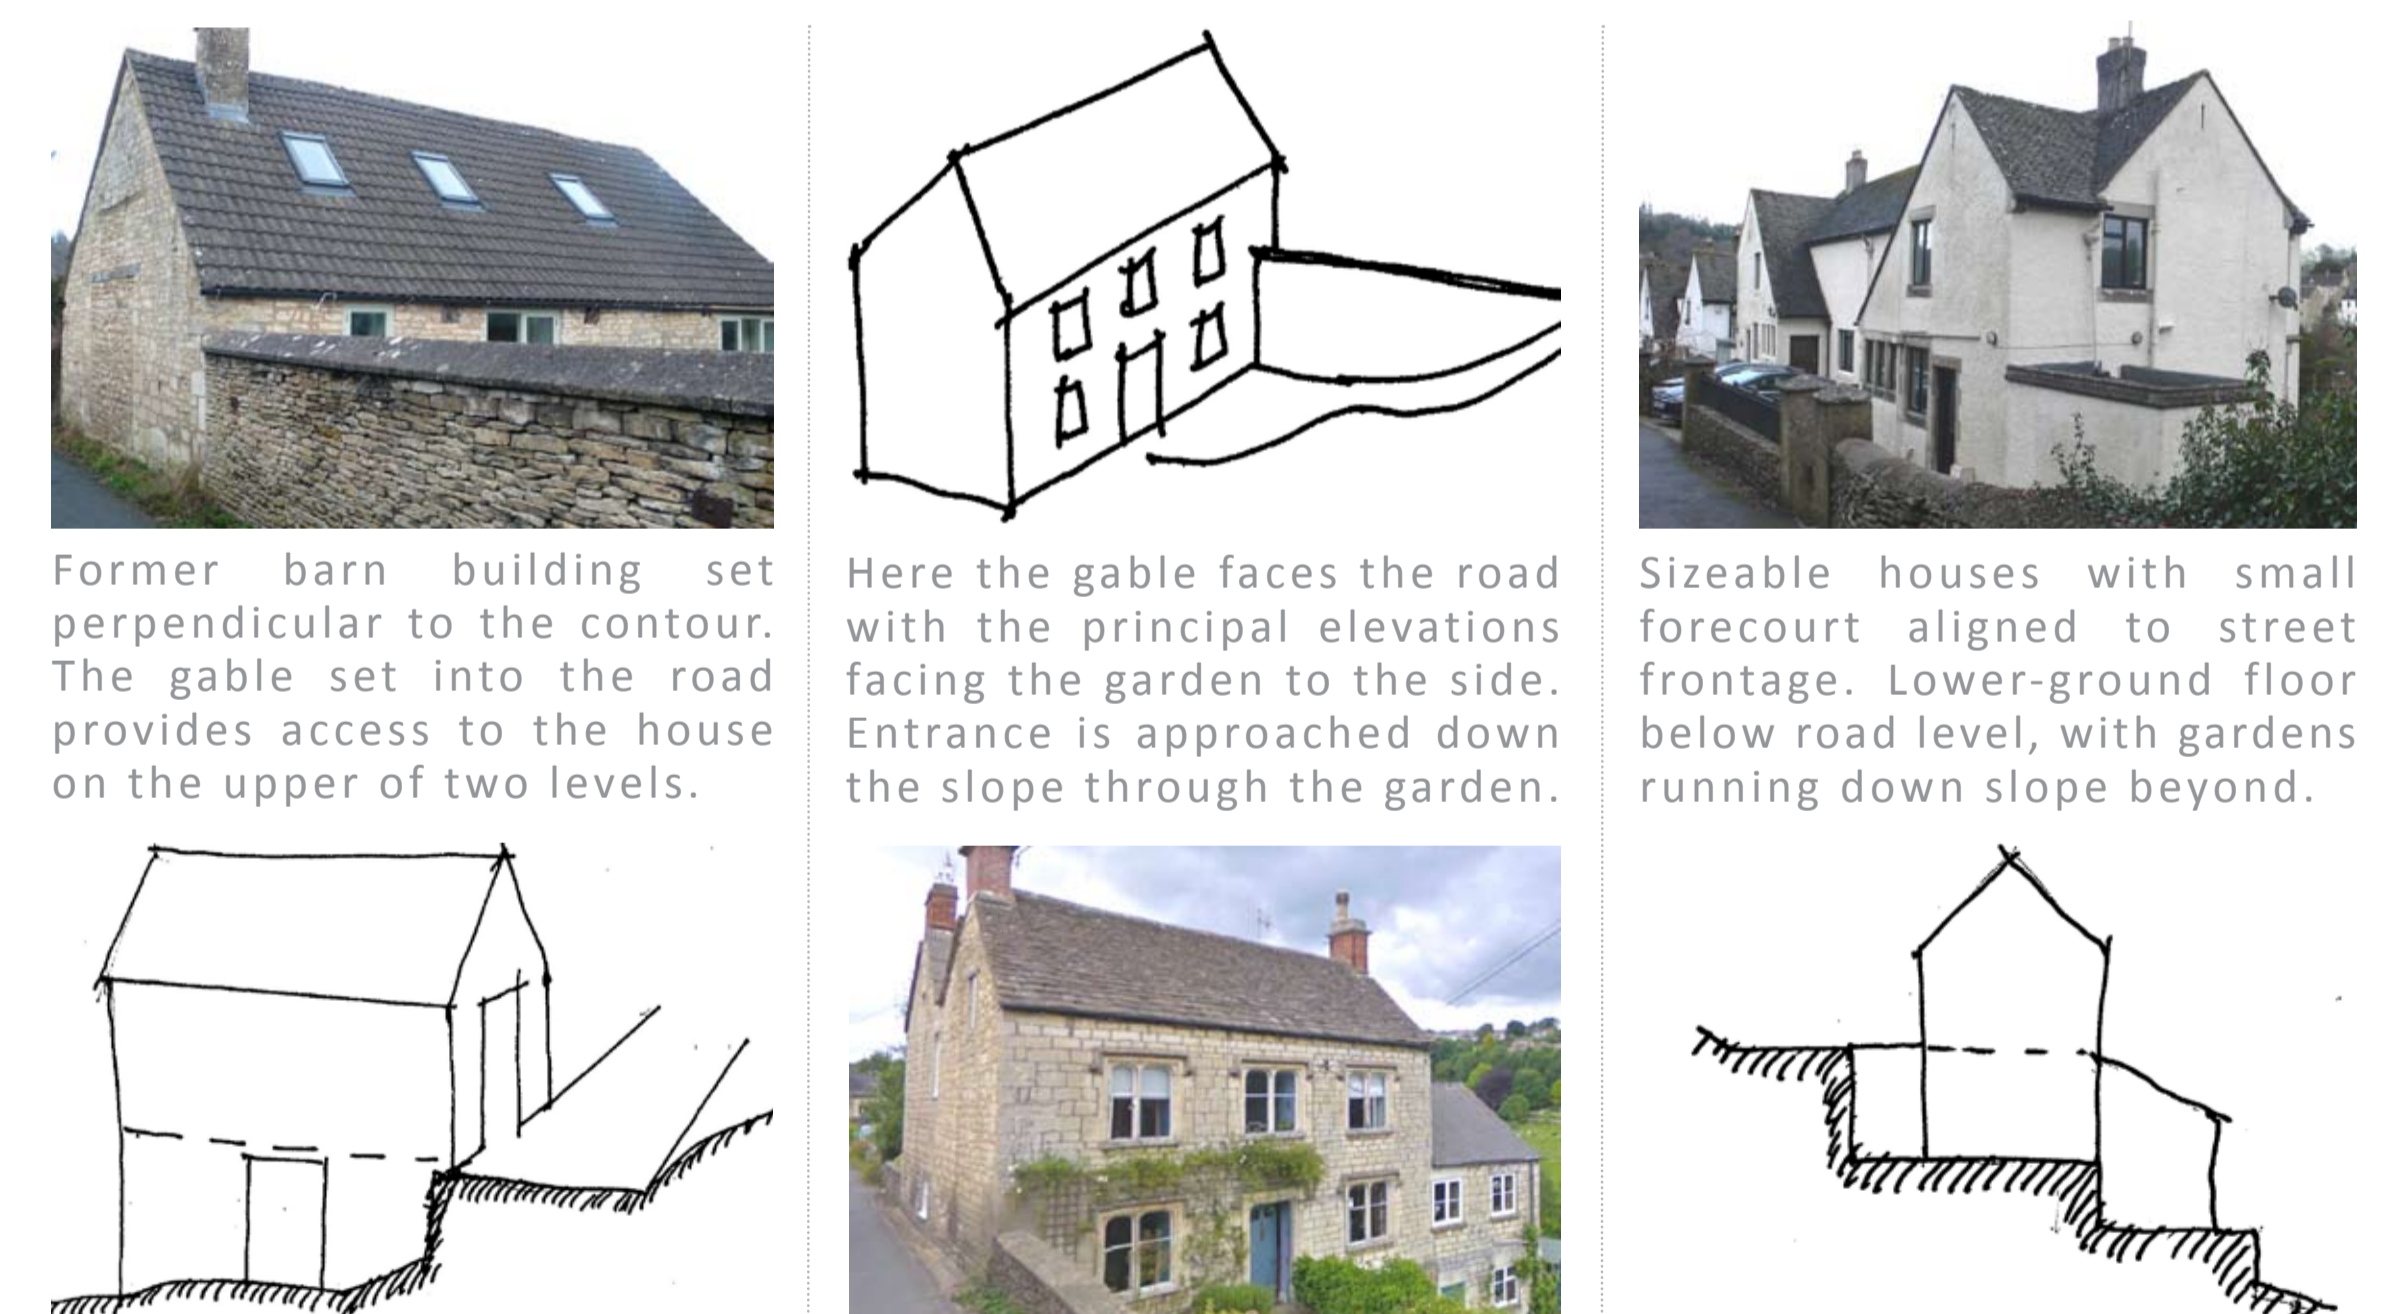 Former barn building set
perpendicular to the contour.
The gable set into the road
provides access to the house
on the upper of two levels.
Here the gable faces the road
with the principal elevations
facing the garden to the side.
Entrance is approached down
the slope through the garden.
Sizeable houses with small
forecourt aligned to street
frontage. Lower-ground floor
below road level, with gardens
running down slope beyond.